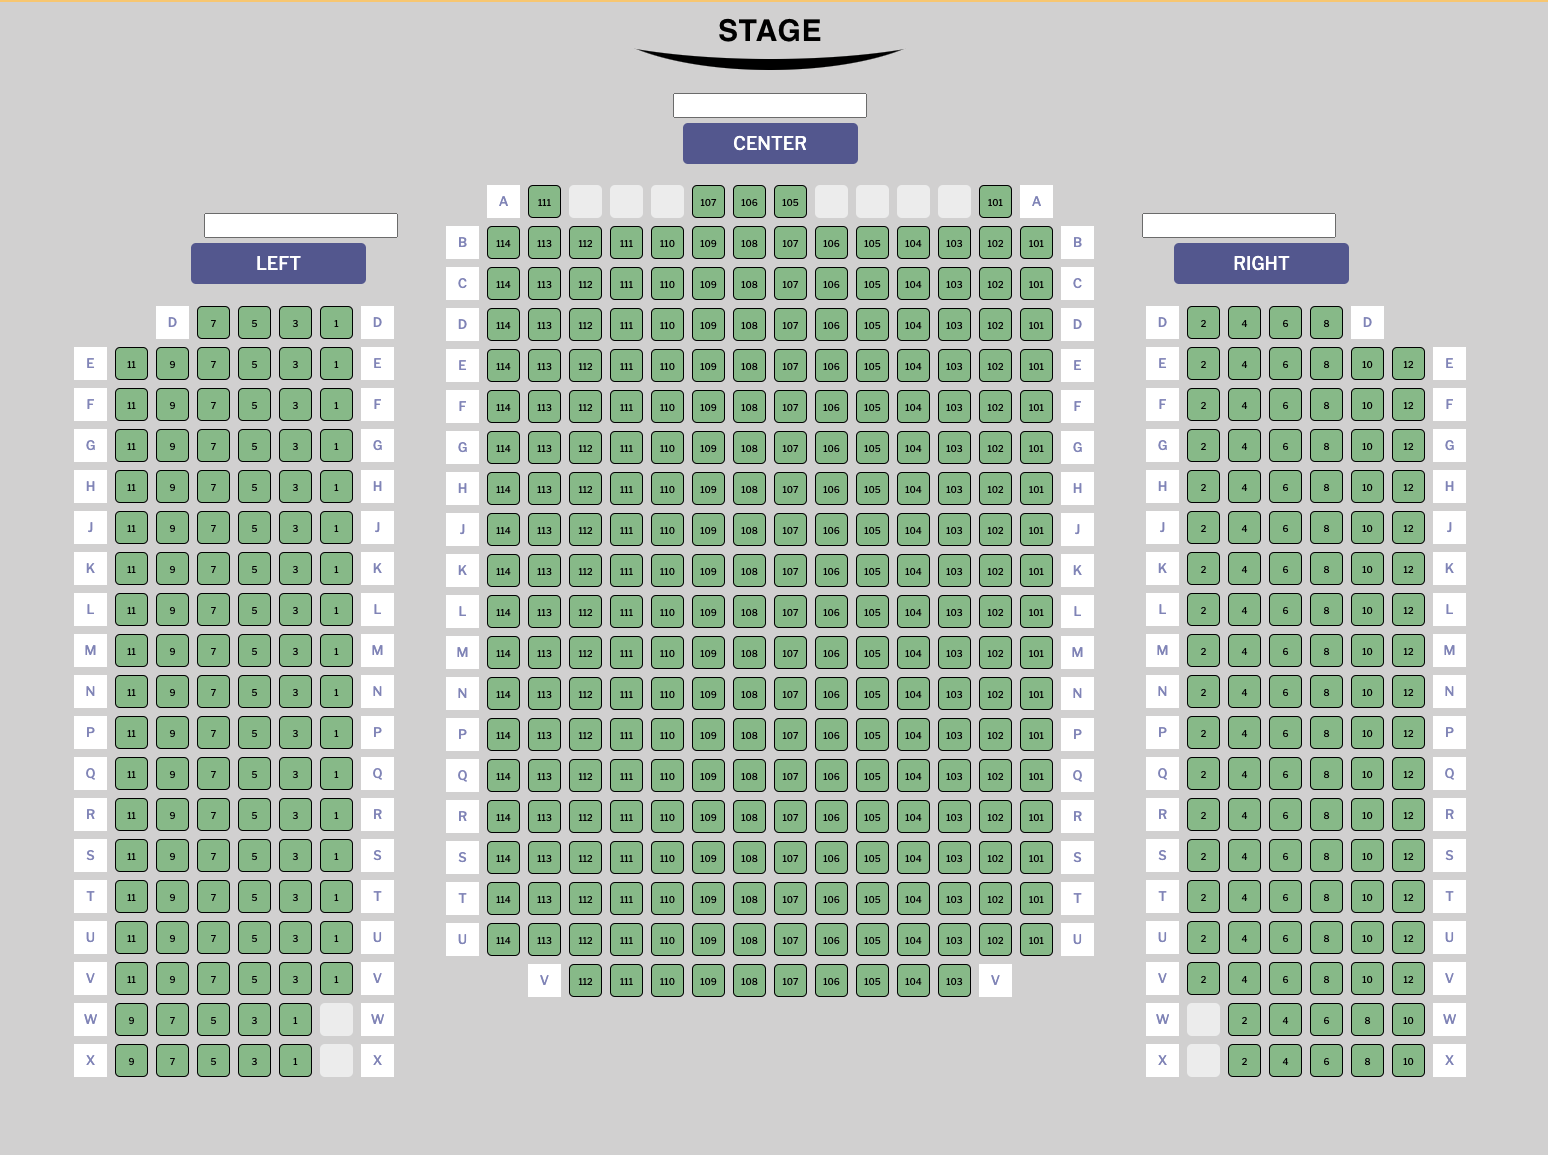 STAGE
CENTER
A 111 107 106 105 101 A
B 114 113 112 111 110 109 108 107 106 105 104 103 102 101 B
LEFT
RIGHT
C 114 113 112 111 110 109 108 107 106 105 104 103 102 101 C
D 7 5 3 1 D D 114 113 112 111 110 109 108 107 106 105 104 103 102 101 D D 2 4 6 8 D
E 11 9 7 5 3 1 E E 114 113 112 111 110 109 108 107 106 105 104 103 102 101 E E 2 4 6 8 10 12 E
F 11 9 7 5 3 1 F F 114 113 112 111 110 109 108 107 106 105 104 103 102 101 F F 2 4 6 8 10 12 F
G 11 9 7 5 3 1 G G 114 113 112 111 110 109 108 107 106 105 104 103 102 101 G G 2 4 6 8 10 12 G
H 11 9 7 5 3 1 H H 114 113 112 111 110 109 108 107 106 105 104 103 102 101 H H 2 4 6 8 10 12 H
J 11 9 7 5 3 1 J J 114 113 112 111 110 109 108 107 106 105 104 103 102 101 J J 2 4 6 8 10 12 J
K 11 9 7 5 3 1 K K 114 113 112 111 110 109 108 107 106 105 104 103 102 101 K K 2 4 6 8 10 12 K
L 11 9 7 5 3 1 L L 114 113 112 111 110 109 108 107 106 105 104 103 102 101 L L 2 4 6 8 10 12 L
M 11 9 7 5 3 1 M M 114 113 112 111 110 109 108 107 106 105 104 103 102 101 M M 2 4 6 8 10 12 M
N 11 9 7 5 3 1 N N 114 113 112 111 110 109 108 107 106 105 104 103 102 101 N N 2 4 6 8 10 12 N
P 11 9 7 5 3 1 P P 114 113 112 111 110 109 108 107 106 105 104 103 102 101 P P 2 4 6 8 10 12 P
Q 11 9 7 5 3 1 Q Q 114 113 112 111 110 109 108 107 106 105 104 103 102 101 Q Q 2 4 6 8 10 12 Q
R 11 9 7 5 3 1 R R 114 113 112 111 110 109 108 107 106 105 104 103 102 101 R R 2 4 6 8 10 12 R
S 11 9 7 5 3 1 S S 114 113 112 111 110 109 108 107 106 105 104 103 102 101 S S 2 4 6 8 10 12 S
T 11 9 7 5 3 1 T T 114 113 112 111 110 109 108 107 106 105 104 103 102 101 T T 2 4 6 8 10 12 T
U 11 9 7 5 3 1 U U 114 113 112 111 110 109 108 107 106 105 104 103 102 101 U U 2 4 6 8 10 12 U
V 11 9 7 5 3 1 V V 112 111 110 109 108 107 106 105 104 103 V V 2 4 6 8 10 12 V
W 9 7 5 3 1 W W 2 4 6 8 10 W
X 9 7 5 3 1 X X 2 4 6 8 10 X